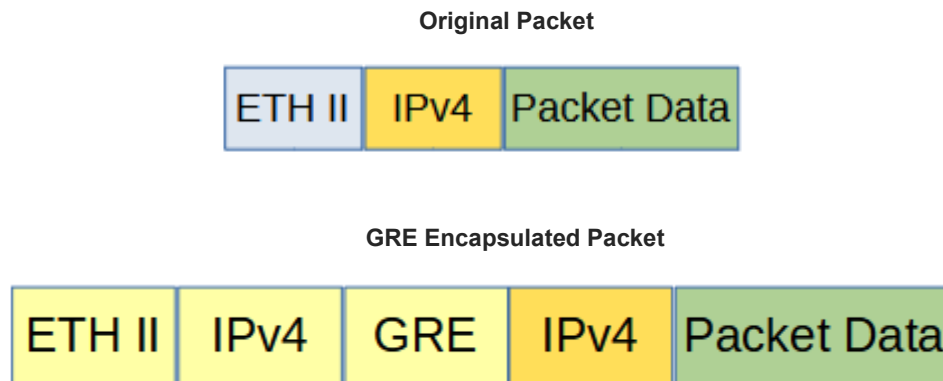 Original Packet
ETH II IPv4 Packet Data
GRE Encapsulated Packet
ETH II IPv4 GRE IPv4 Packet Data